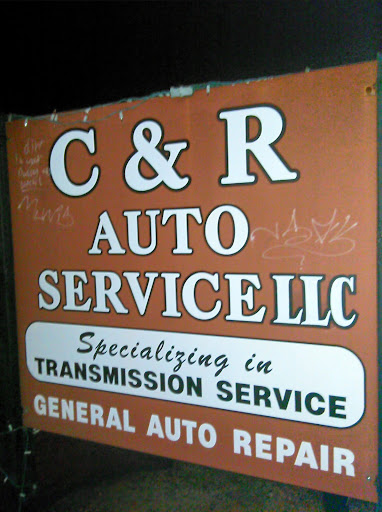 C & R
AUTO
SERVICE LLC
Specializing in
TRANSMISSION SERVICE
GENERAL AUTO REPAIR